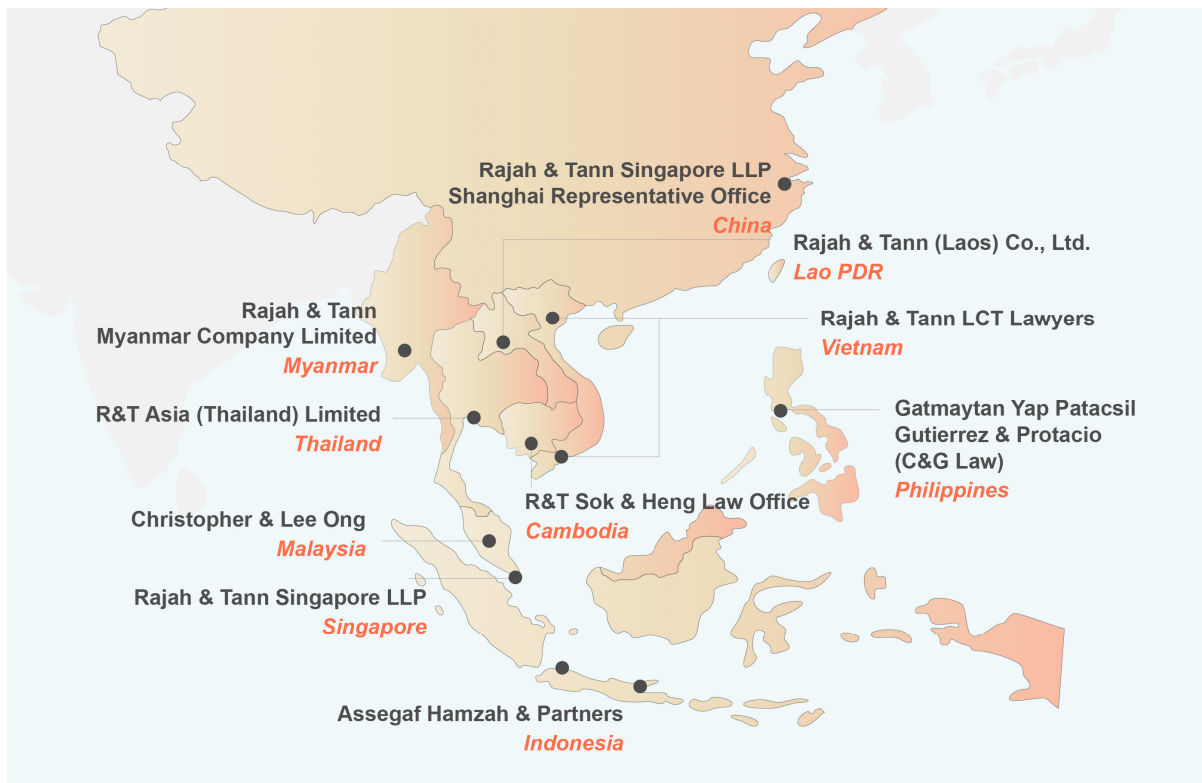 Rajah & Tann Singapore LLP
Shanghai Representative Office
China
Rajah & Tann (Laos) Co., Ltd.
Lao PDR
Rajah & Tann
Myanmar Company Limited
Myanmar
Rajah & Tann LCT Lawyers
Vietnam
R&T Asia (Thailand) Limited
Thailand
Gatmaytan Yap Patacsil
Gutierrez & Protacio
(C&G Law)
Philippines
R&T Sok & Heng Law Office
Cambodia
Christopher & Lee Ong
Malaysia
Rajah & Tann Singapore LLP
Singapore
Assegaf Hamzah & Partners
Indonesia